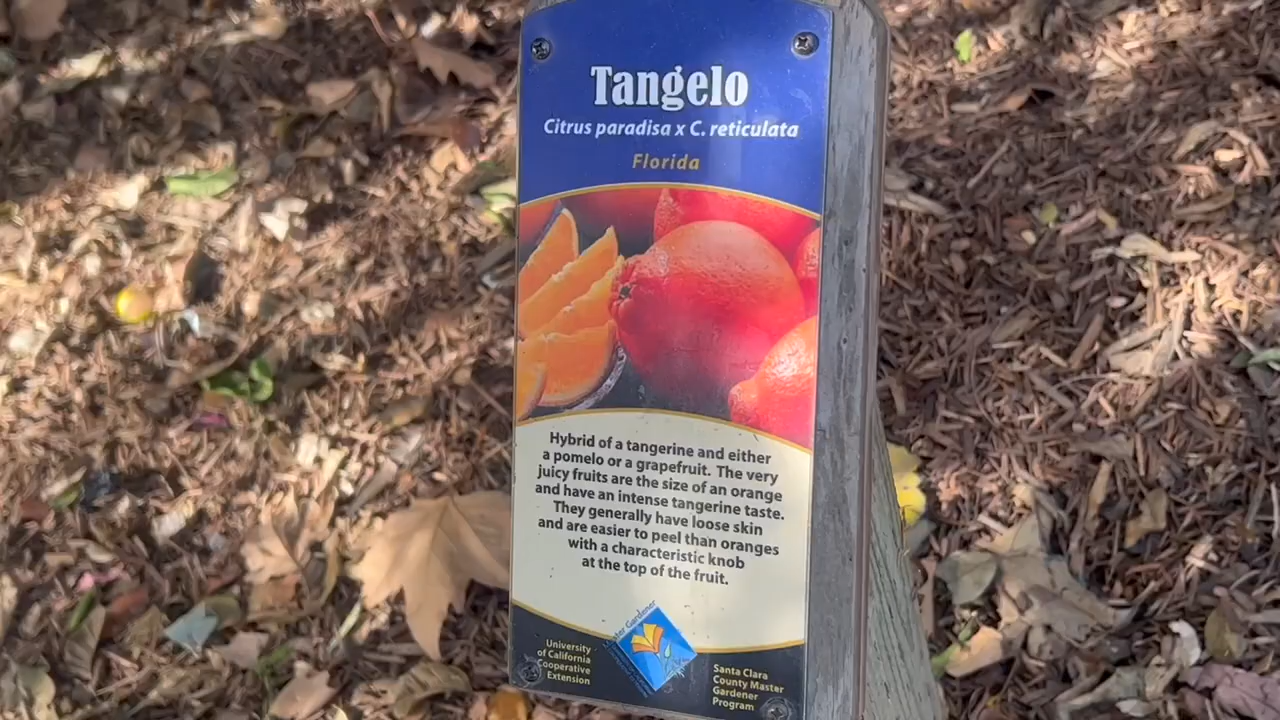 Tangelo
Citrus paradisa x C. reticulata
Florida
Hybrid of a tangerine and either
a pomelo or a grapefruit. The very
juicy fruits are the size of an orange
and have an intense tangerine taste.
They generally have loose skin
and are easier to peel than oranges
with a characteristic knob
at the top of the fruit.
University
of California
Cooperative
Extension
Gardener
Santa Clara
County Master
Gardener
Program